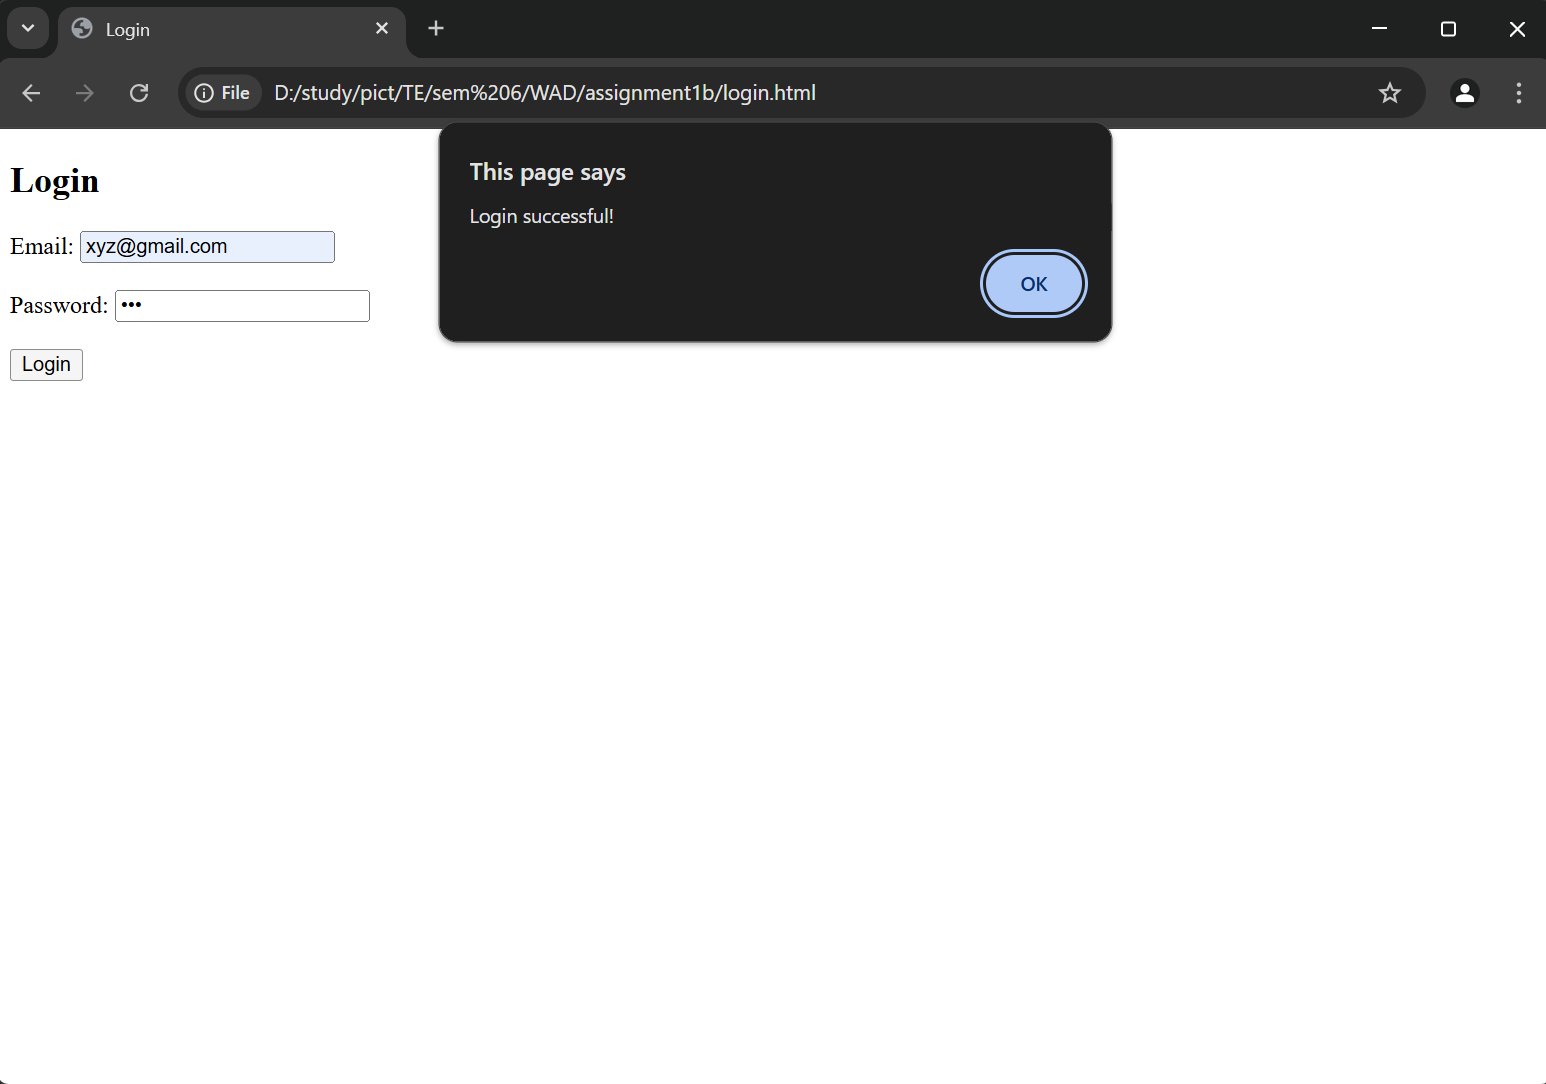 Login
File D:/study/pict/TE/sem%206/WAD/assignment1b/login.html
This page says
Login successful!
OK
Login
Email: xyz@gmail.com
Password: •••
Login